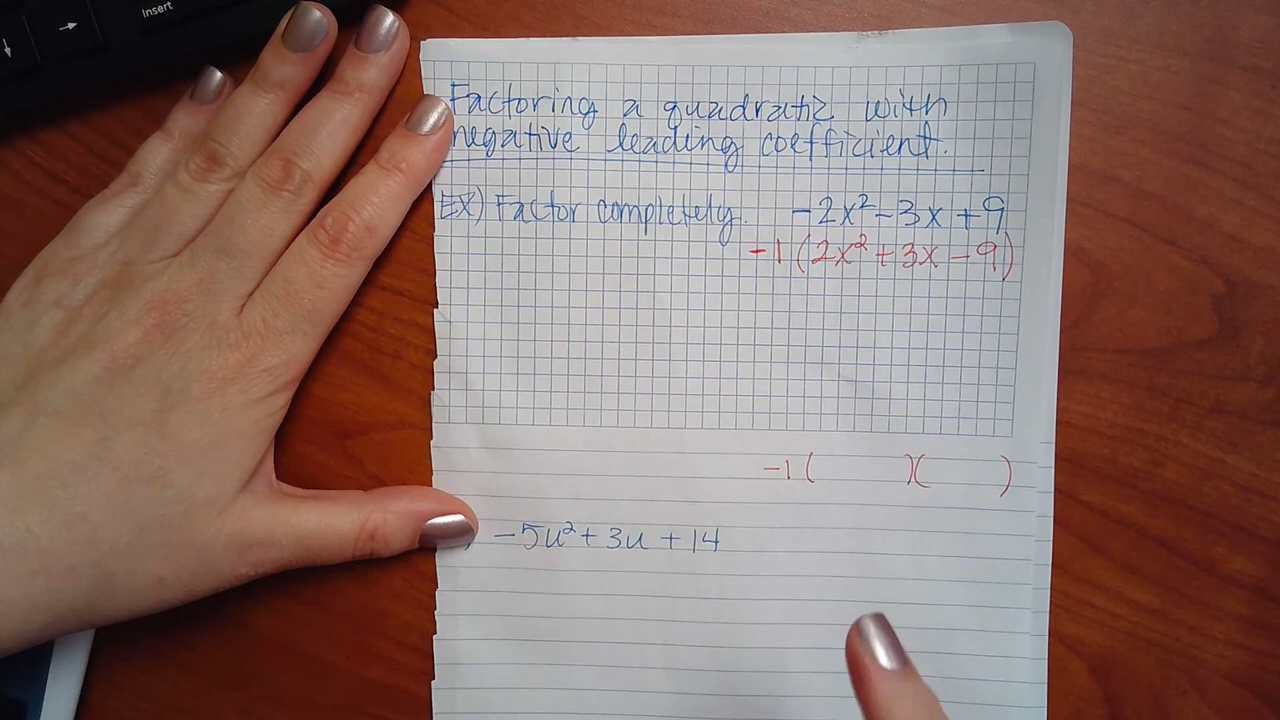 Insert
Factoring a quadratic with
negative leading coefficient.
EX) Factor completely. -2x²-3x+9
-1(2x²+3x-9)
-1( )( )
-5u²+3u+14